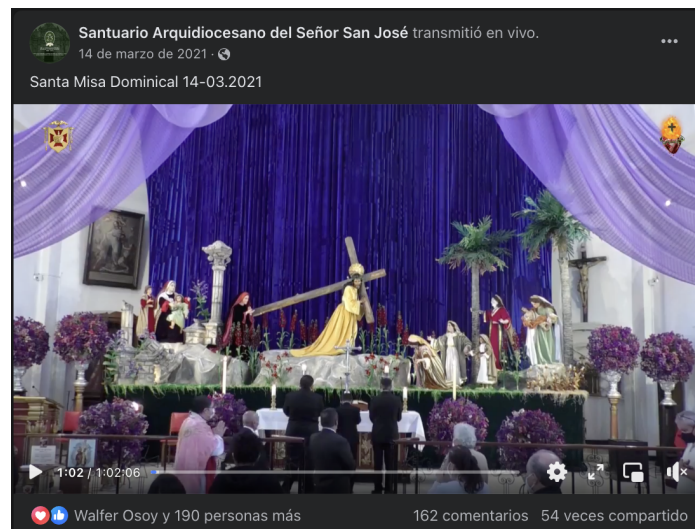 Santuario Arquidiocesano del Señor San José transmitió en vivo.
14 de marzo de 2021 ·
Santa Misa Dominical 14-03.2021
1:02 / 1:02:06
Walfer Osoy y 190 personas más
162 comentarios 54 veces compartido